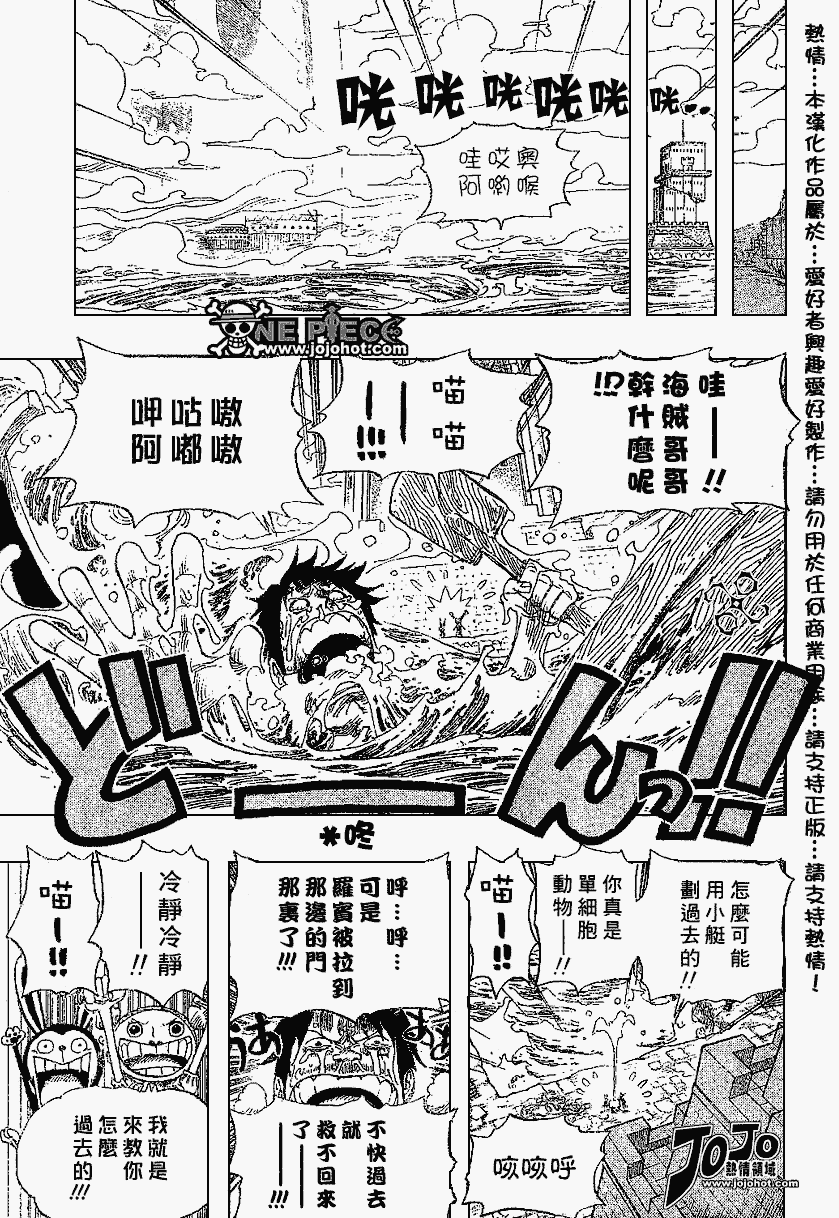 咣咣咣咣咣咣‥
奧喉
哎喲
哇阿
ONE PIECE
www.jojohot.com
哇——
海賊哥哥!!
幹什麼呢
!?
喵喵
——
!!!
嗷嗷
咕嘟
呷阿
どーんっ!!
*咚
怎麼可能
用小艇
劃過去的!!
你真是
單細胞
動物—!!
喵—!!
咳咳呼
呼…呼…
可是
羅賓被拉到
那邊的門
那裏了!!!
ああ
あ
不快過去
就
救不回來
了——
冷靜冷靜
——!!
喵—!!
我就是
來教你
怎麼
過去的!!!
JOJO
熱情領域
www.jojohot.com
熱情…本漢化作品屬於…愛好者興趣愛好製作…請勿用於任何商業用途…請支持正版…請支持熱情!